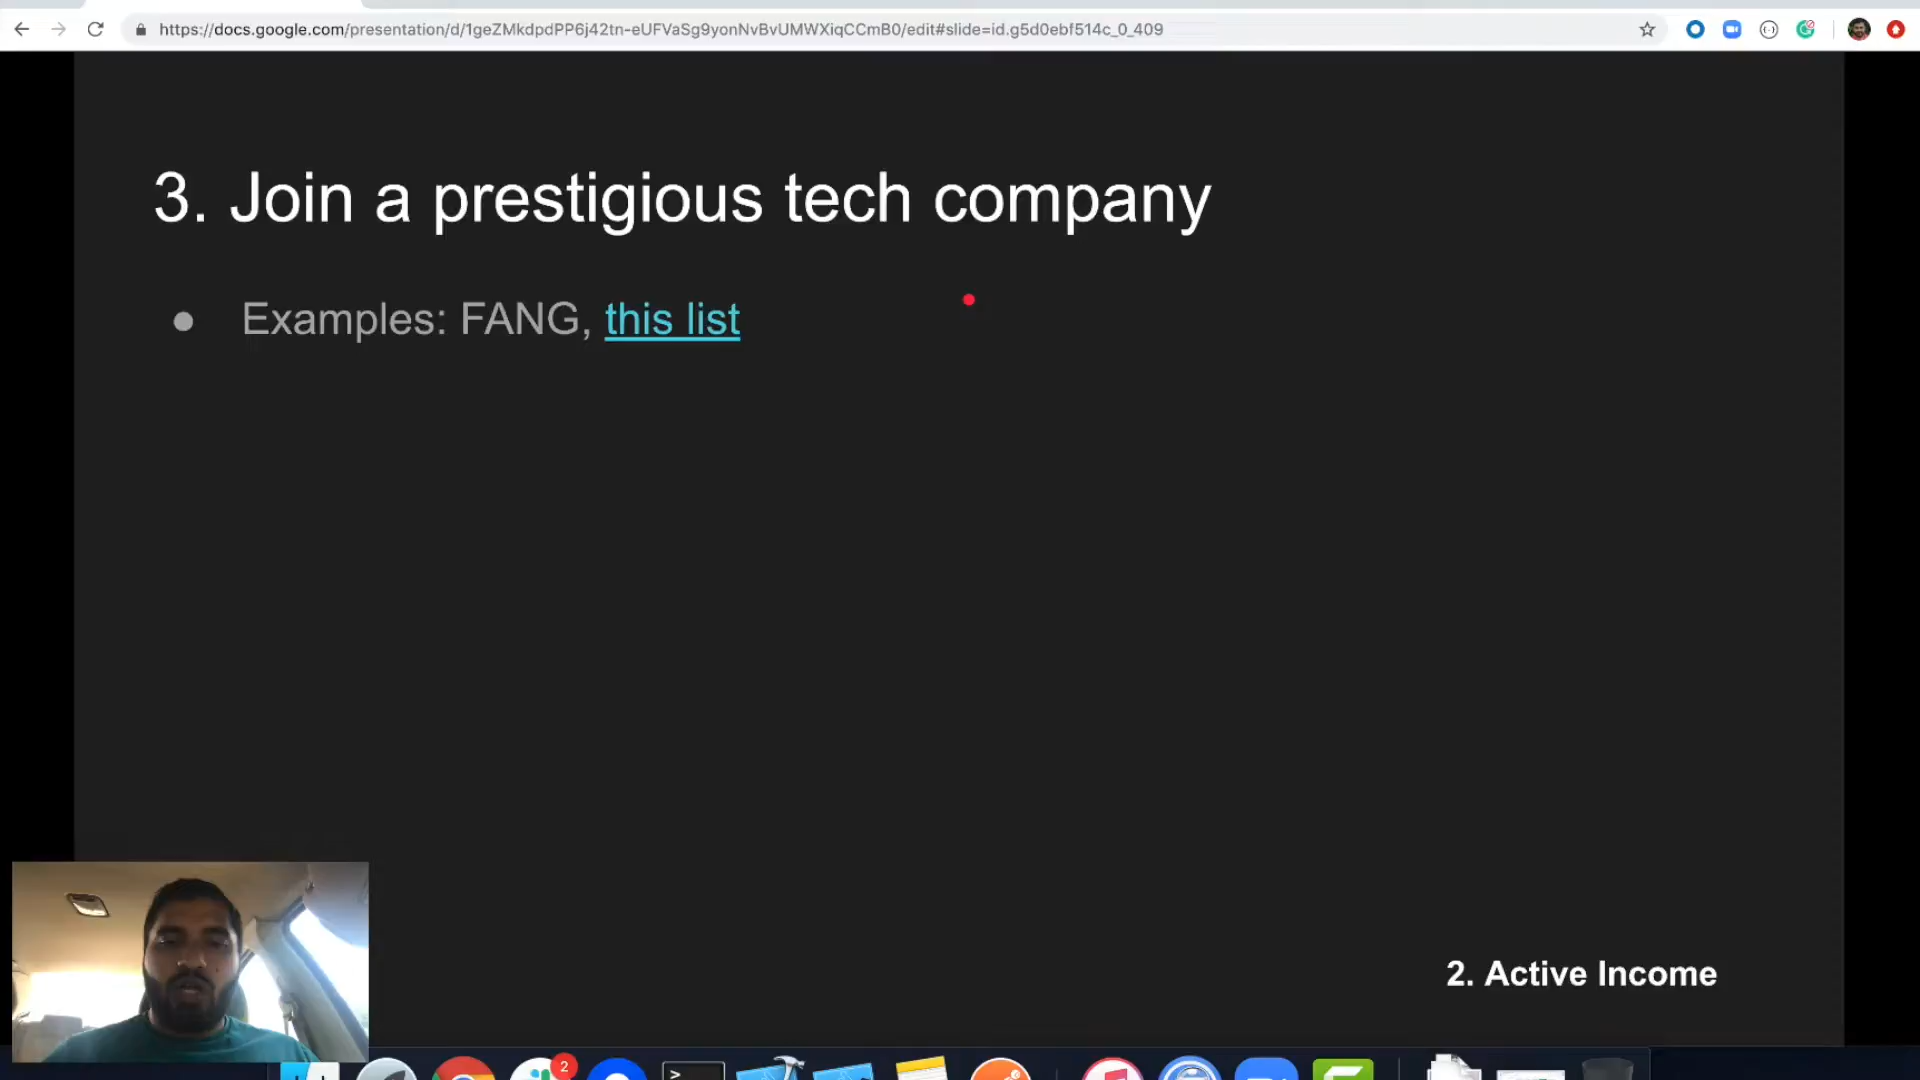 https://docs.google.com/presentation/d/1geZMkdpdPP6j42tn-eUFVaSg9yonNvBvUMWXiqCCmB0/edit#slide=id.g5d0ebf514c_0_409
3. Join a prestigious tech company
● Examples: FANG, this list
2. Active Income
2